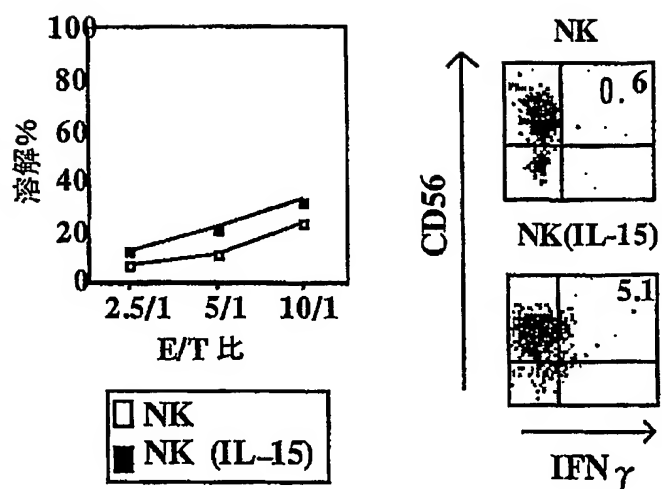 100
80
60
40
20
0
溶解%
2.5/1 5/1 10/1
E/T 比
NK
NK (IL-15)
NK
0.6
CD56
NK(IL-15)
5.1
IFNγ